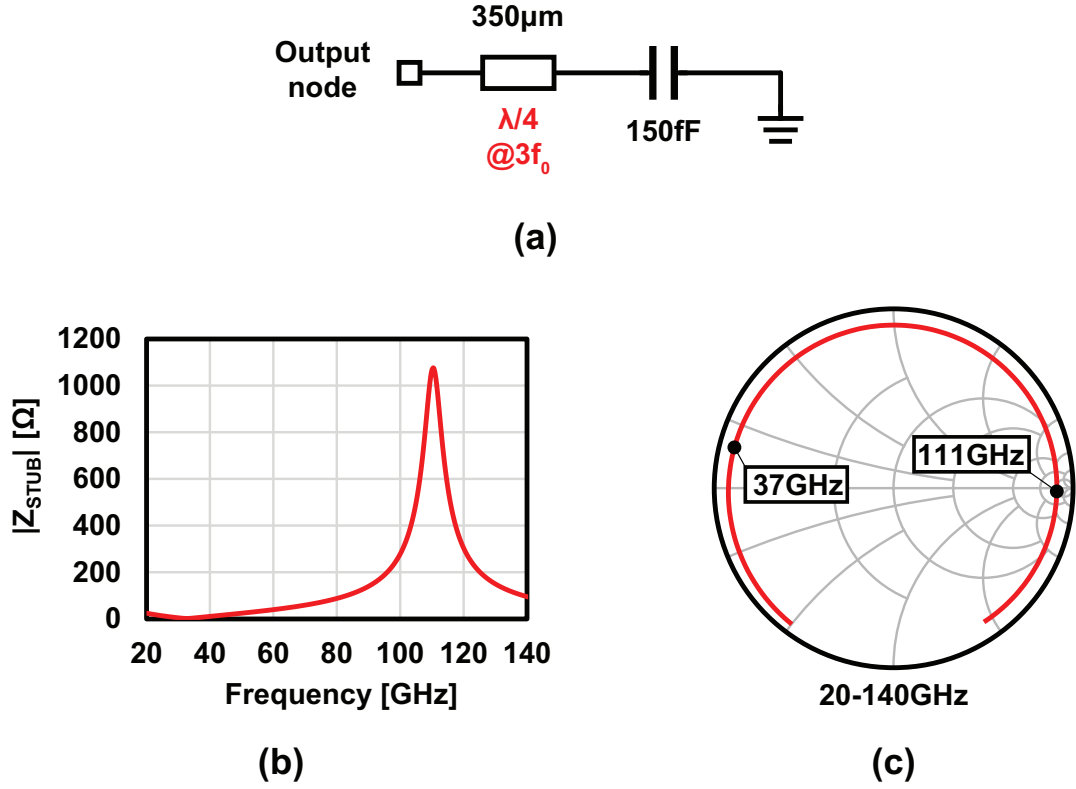 350µm
Output
node
λ/4
@3f₀
150fF
(a)
1200
1000
800
600
400
200
0
|Z_STUB| [Ω]
20 40 60 80 100 120 140
Frequency [GHz]
(b)
111GHz
37GHz
20-140GHz
(c)